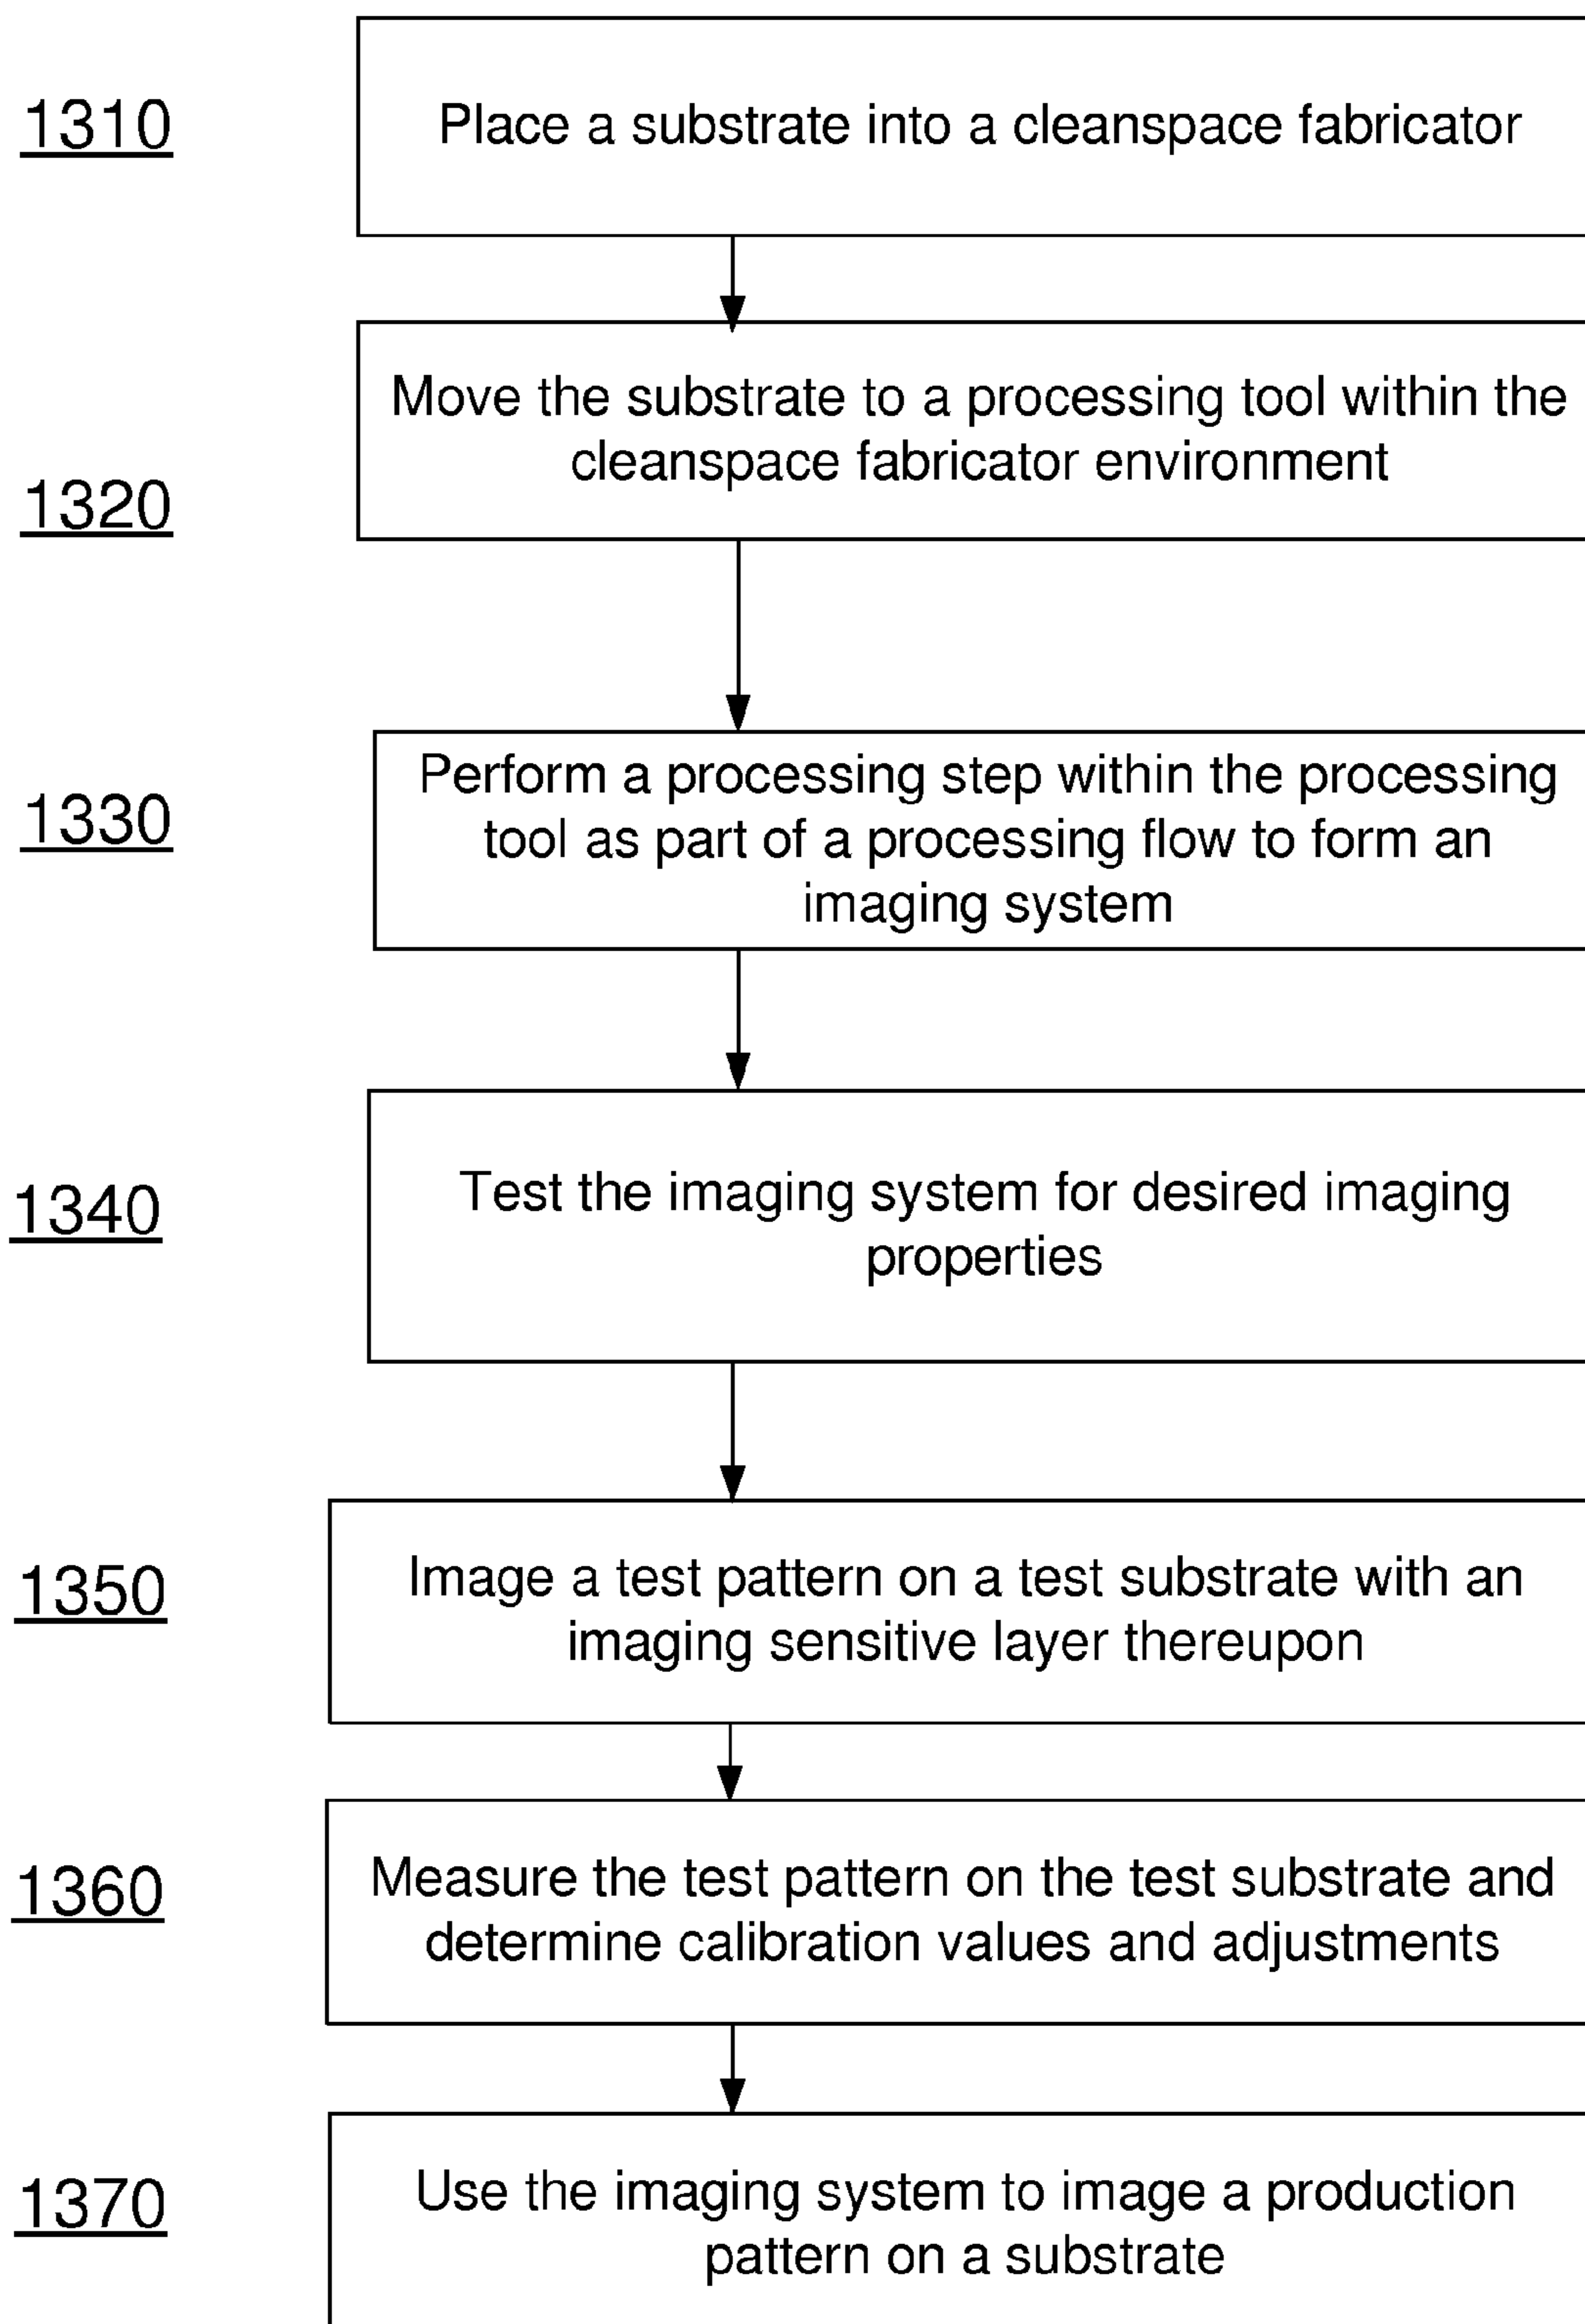 1310
Place a substrate into a cleanspace fabricator
Move the substrate to a processing tool within the
cleanspace fabricator environment
1320
Perform a processing step within the processing
tool as part of a processing flow to form an
imaging system
1330
Test the imaging system for desired imaging
properties
1340
Image a test pattern on a test substrate with an
imaging sensitive layer thereupon
1350
Measure the test pattern on the test substrate and
determine calibration values and adjustments
1360
Use the imaging system to image a production
pattern on a substrate
1370